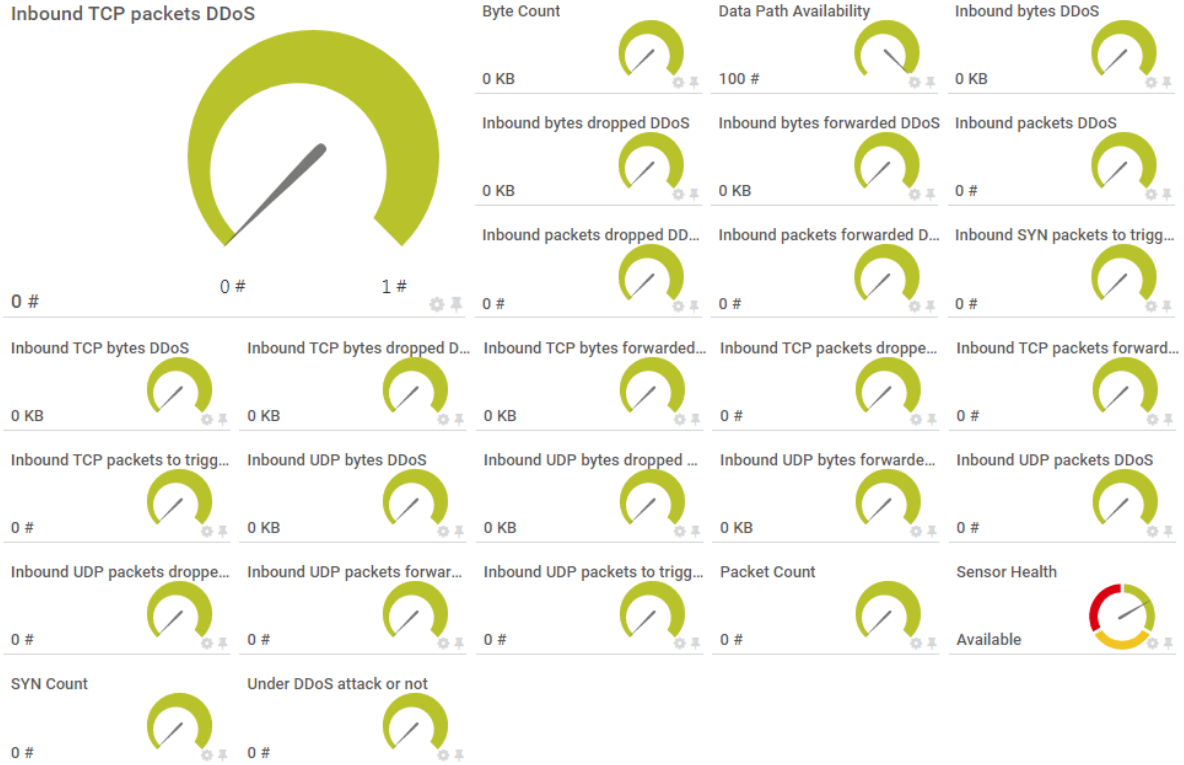 Inbound TCP packets DDoS
0 #
1 #
0 #
Byte Count
0 KB
Data Path Availability
100 #
Inbound bytes DDoS
0 KB
Inbound bytes dropped DDoS
0 KB
Inbound bytes forwarded DDoS
0 KB
Inbound packets DDoS
0 #
Inbound packets dropped DD...
0 #
Inbound packets forwarded D...
0 #
Inbound SYN packets to trigg...
0 #
Inbound TCP bytes DDoS
0 KB
Inbound TCP bytes dropped D...
0 KB
Inbound TCP bytes forwarded...
0 KB
Inbound TCP packets droppe...
0 #
Inbound TCP packets forward...
0 #
Inbound TCP packets to trigg...
0 #
Inbound UDP bytes DDoS
0 KB
Inbound UDP bytes dropped ...
0 KB
Inbound UDP bytes forwarde...
0 KB
Inbound UDP packets DDoS
0 #
Inbound UDP packets droppe...
0 #
Inbound UDP packets forwar...
0 #
Inbound UDP packets to trigg...
0 #
Packet Count
0 #
Sensor Health
Available
SYN Count
0 #
Under DDoS attack or not
0 #